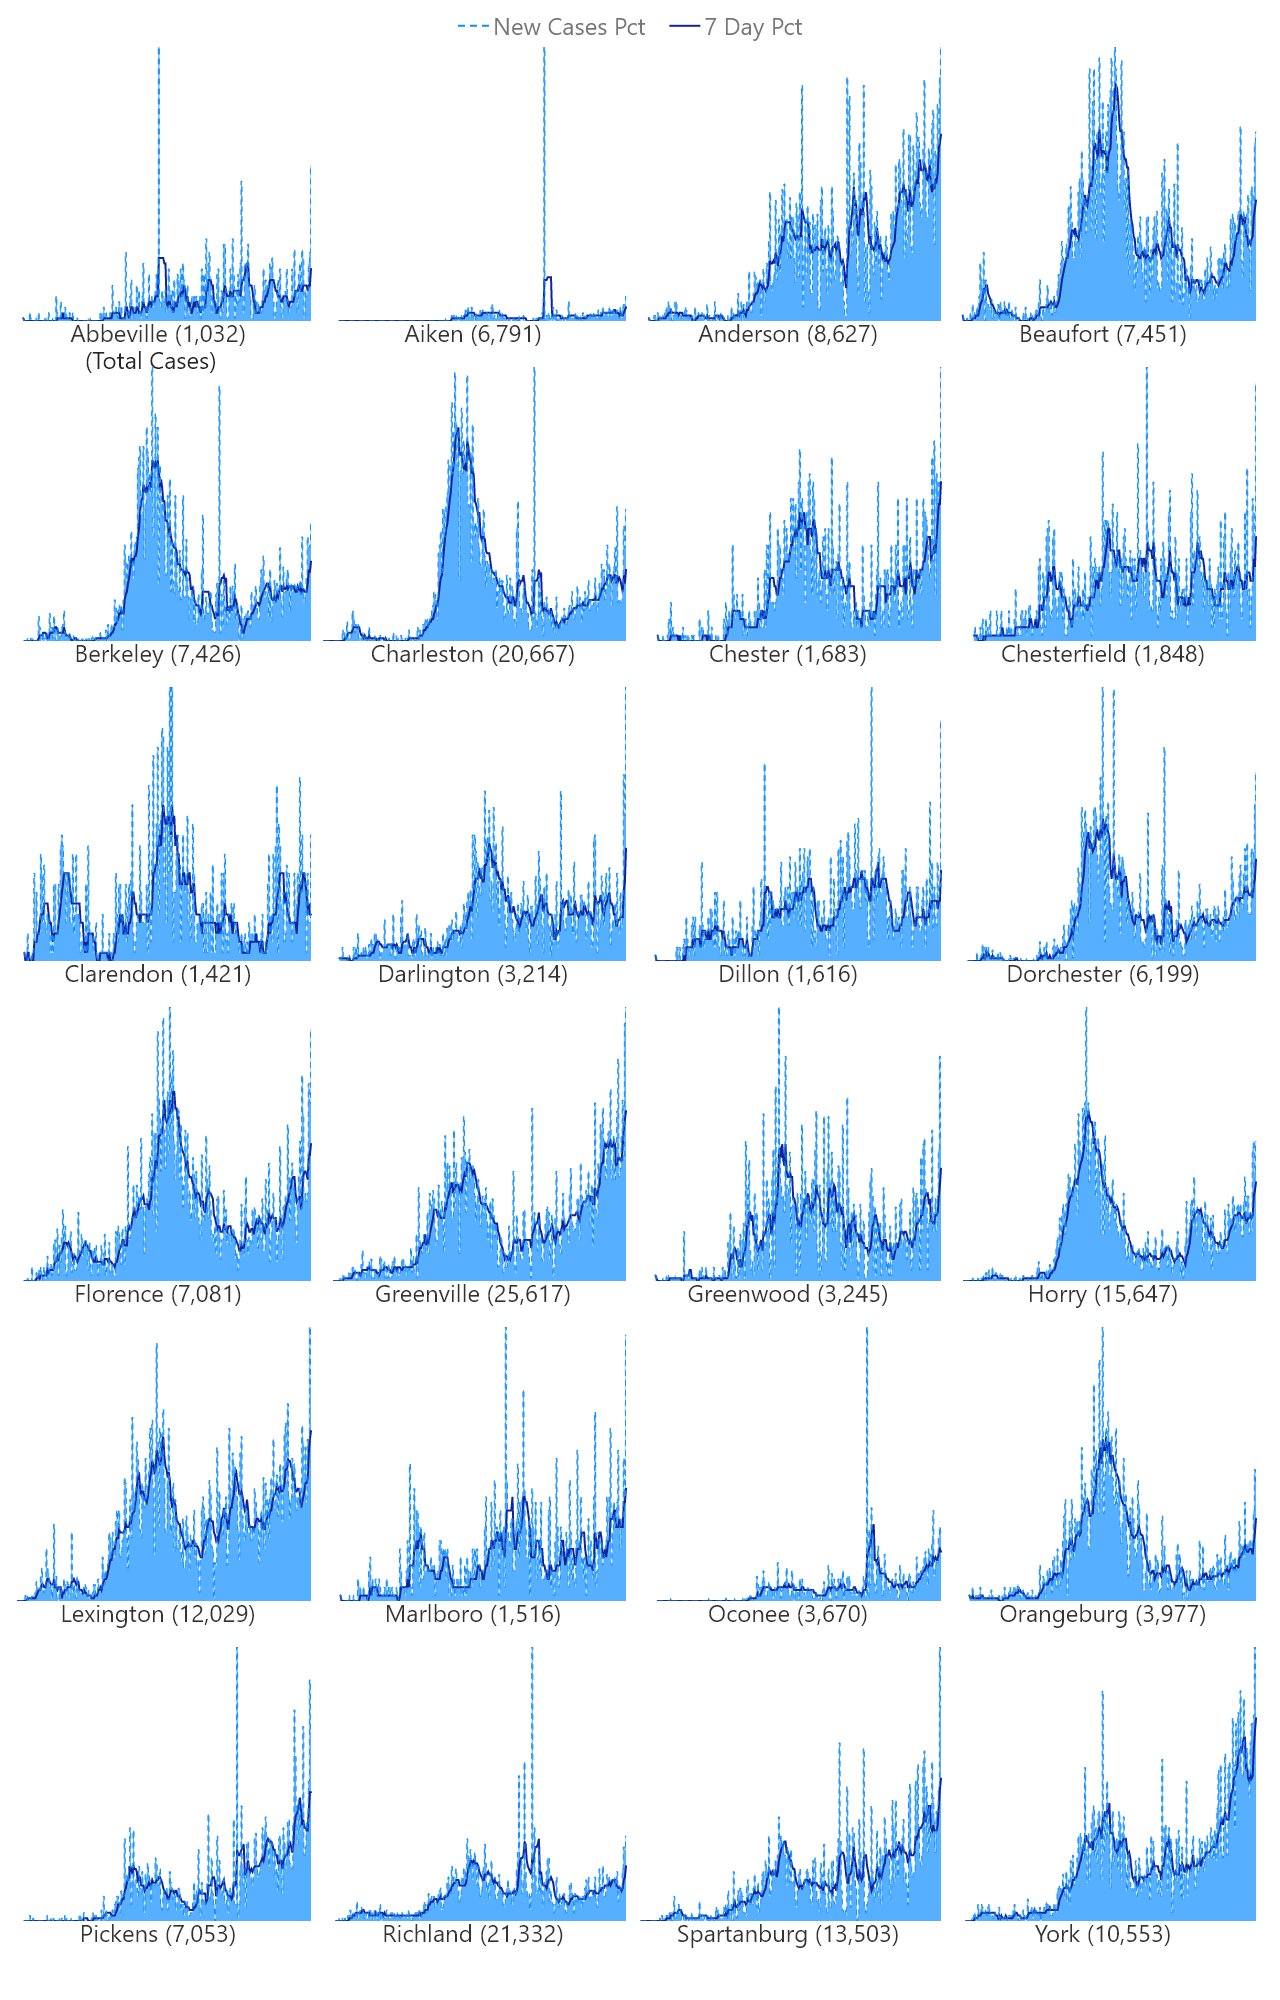 New Cases Pct 7 Day Pct
Abbeville (1,032) Aiken (6,791) Anderson (8,627) Beaufort (7,451)
(Total Cases)
Berkeley (7,426) Charleston (20,667) Chester (1,683) Chesterfield (1,848)
Clarendon (1,421) Darlington (3,214) Dillon (1,616) Dorchester (6,199)
Florence (7,081) Greenville (25,617) Greenwood (3,245) Horry (15,647)
Lexington (12,029) Marlboro (1,516) Oconee (3,670) Orangeburg (3,977)
Pickens (7,053) Richland (21,332) Spartanburg (13,503) York (10,553)